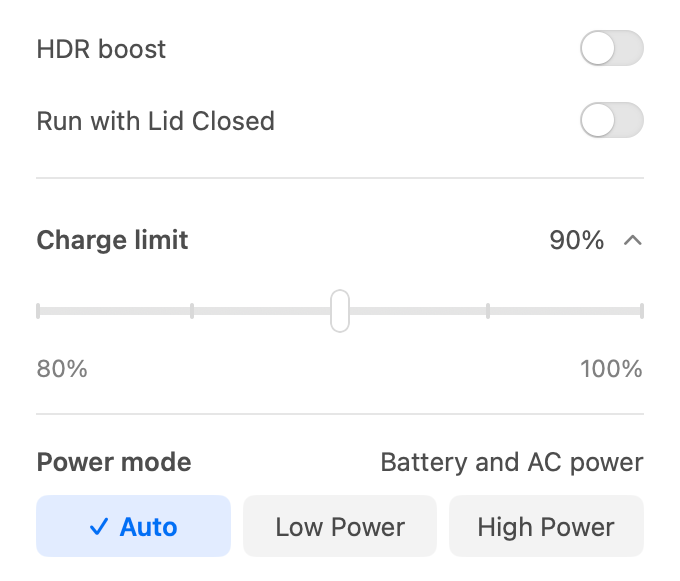 HDR boost
Run with Lid Closed
Charge limit 90%
80% 100%
Power mode Battery and AC power
Auto Low Power High Power